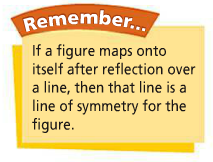 Remember...
If a figure maps onto
itself after reflection over
a line, then that line is a
line of symmetry for the
figure.